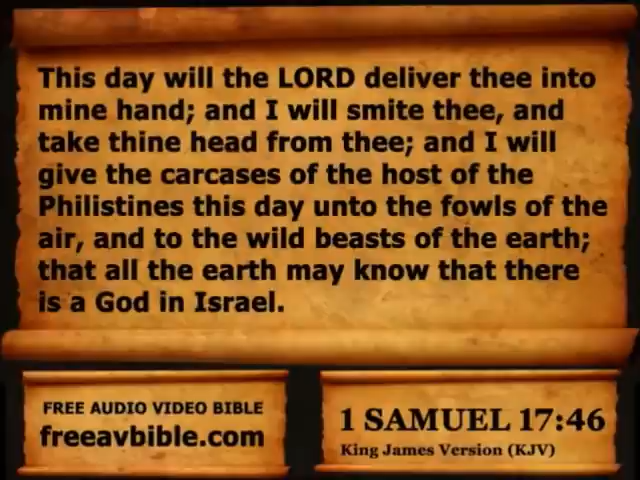 This day will the LORD deliver thee into
mine hand; and I will smite thee, and
take thine head from thee; and I will
give the carcases of the host of the
Philistines this day unto the fowls of the
air, and to the wild beasts of the earth;
that all the earth may know that there
is a God in Israel.
FREE AUDIO VIDEO BIBLE
freeavbible.com
1 SAMUEL 17:46
King James Version (KJV)